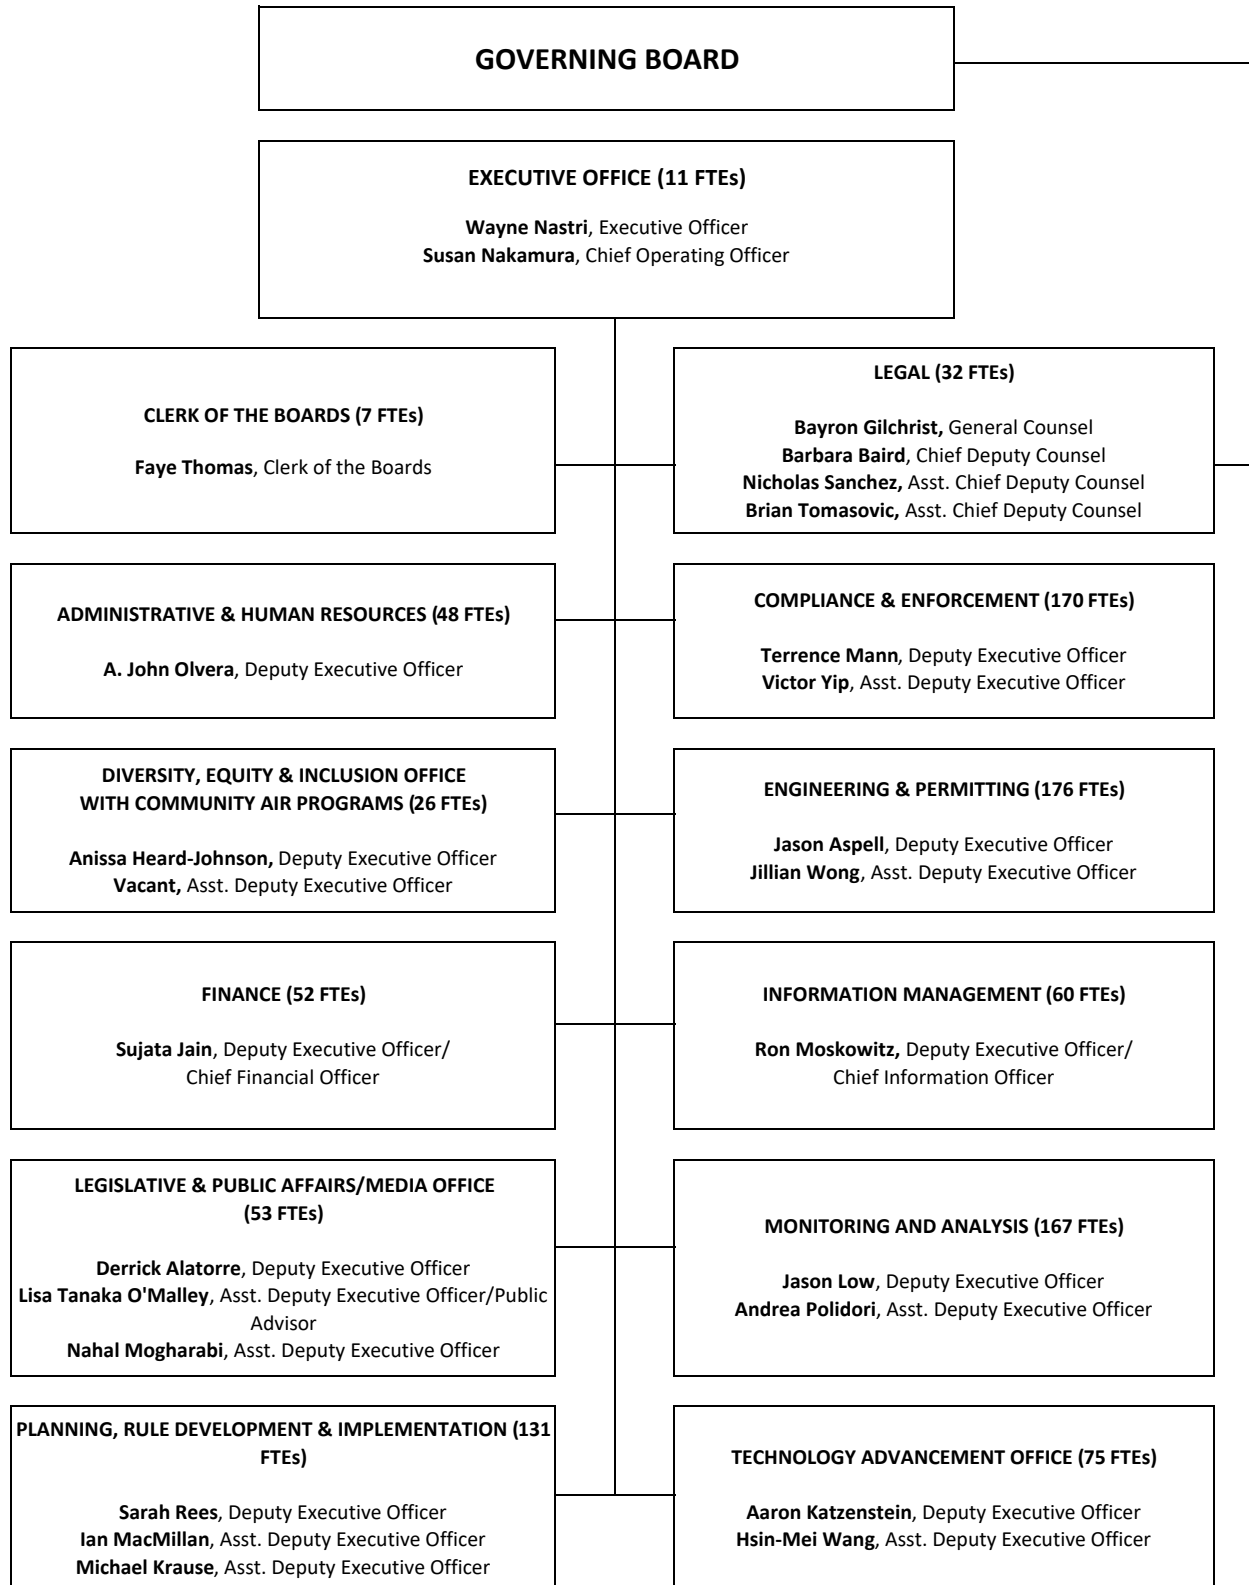 GOVERNING BOARD
EXECUTIVE OFFICE (11 FTEs)
Wayne Nastri, Executive Officer
Susan Nakamura, Chief Operating Officer
CLERK OF THE BOARDS (7 FTEs)
Faye Thomas, Clerk of the Boards
LEGAL (32 FTEs)
Bayron Gilchrist, General Counsel
Barbara Baird, Chief Deputy Counsel
Nicholas Sanchez, Asst. Chief Deputy Counsel
Brian Tomasovic, Asst. Chief Deputy Counsel
ADMINISTRATIVE & HUMAN RESOURCES (48 FTEs)
A. John Olvera, Deputy Executive Officer
COMPLIANCE & ENFORCEMENT (170 FTEs)
Terrence Mann, Deputy Executive Officer
Victor Yip, Asst. Deputy Executive Officer
DIVERSITY, EQUITY & INCLUSION OFFICE
WITH COMMUNITY AIR PROGRAMS (26 FTEs)
Anissa Heard-Johnson, Deputy Executive Officer
Vacant, Asst. Deputy Executive Officer
ENGINEERING & PERMITTING (176 FTEs)
Jason Aspell, Deputy Executive Officer
Jillian Wong, Asst. Deputy Executive Officer
FINANCE (52 FTEs)
Sujata Jain, Deputy Executive Officer/
Chief Financial Officer
INFORMATION MANAGEMENT (60 FTEs)
Ron Moskowitz, Deputy Executive Officer/
Chief Information Officer
LEGISLATIVE & PUBLIC AFFAIRS/MEDIA OFFICE
(53 FTEs)
Derrick Alatorre, Deputy Executive Officer
Lisa Tanaka O'Malley, Asst. Deputy Executive Officer/Public
Advisor
Nahal Mogharabi, Asst. Deputy Executive Officer
MONITORING AND ANALYSIS (167 FTEs)
Jason Low, Deputy Executive Officer
Andrea Polidori, Asst. Deputy Executive Officer
PLANNING, RULE DEVELOPMENT & IMPLEMENTATION (131
FTEs)
Sarah Rees, Deputy Executive Officer
Ian MacMillan, Asst. Deputy Executive Officer
Michael Krause, Asst. Deputy Executive Officer
TECHNOLOGY ADVANCEMENT OFFICE (75 FTEs)
Aaron Katzenstein, Deputy Executive Officer
Hsin-Mei Wang, Asst. Deputy Executive Officer